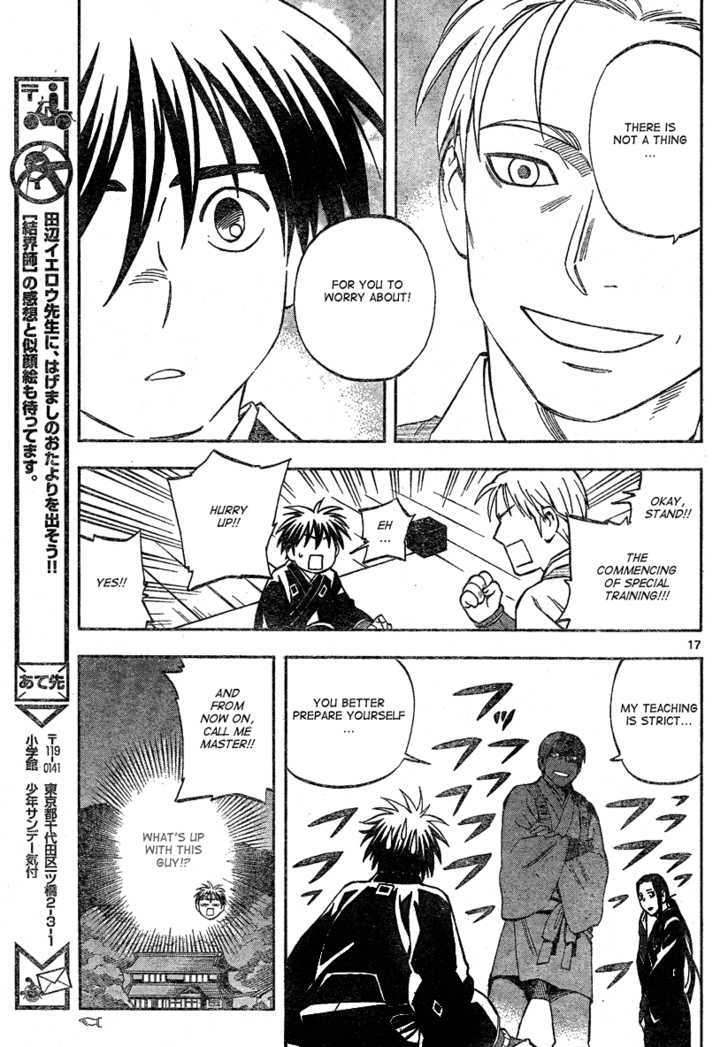 THERE IS
NOT A THING
...
FOR YOU TO
WORRY ABOUT!
OKAY,
STAND!!
THE
COMMENCING
OF SPECIAL
TRAINING!!!
EH
...
HURRY
UP!!
YES!!
17
MY TEACHING
IS STRICT...
YOU BETTER
PREPARE YOURSELF
...
AND
FROM
NOW ON,
CALL ME
MASTER!!
WHAT'S UP
WITH THIS
GUY!?
田辺イエロウ先生に、はげましのおたよりを出そう!!
【結界師】の感想と似顔絵も待ってます。
あて先
〒119-0141 東京都千代田区一ツ橋2-3-1
小学館 少年サンデー気付